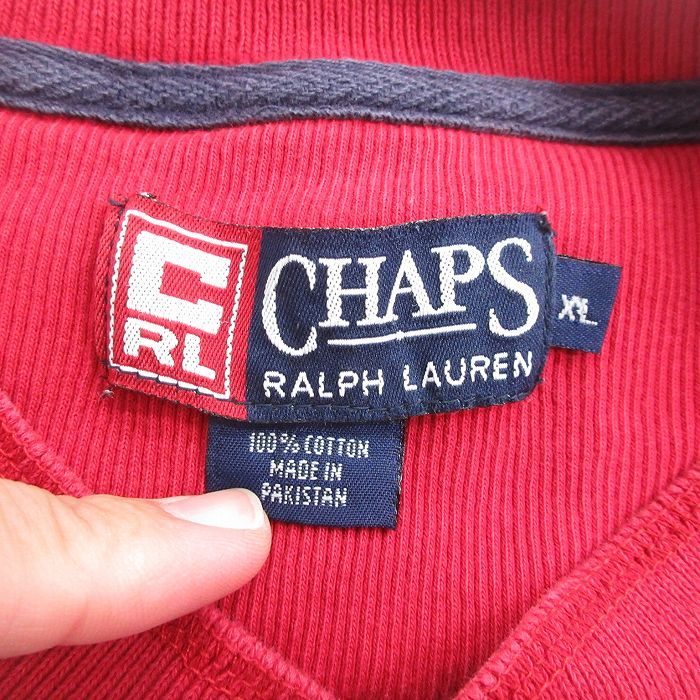 C
RL
CHAPS
RALPH LAUREN
XL
100% COTTON
MADE IN
PAKISTAN